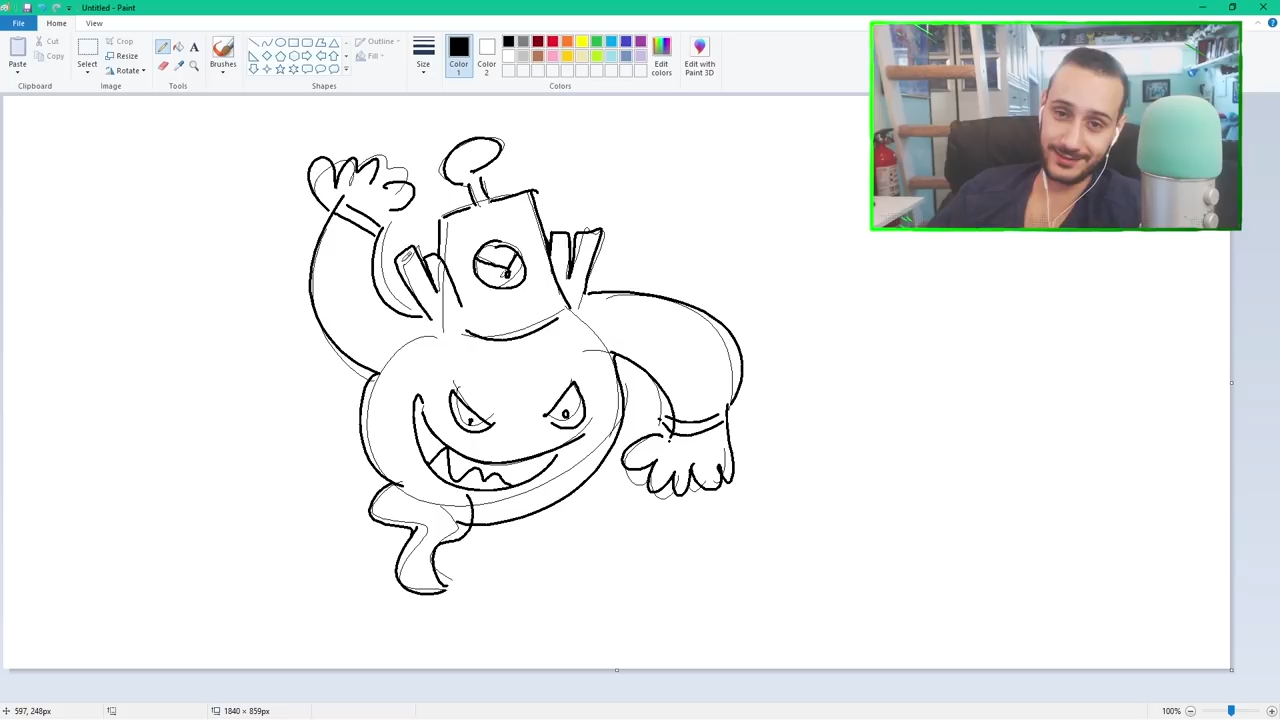 Untitled - Paint
File Home View
Paste
Cut
Copy
Clipboard
Select
Crop
Resize
Rotate
Image
A
Tools
Brushes
Shapes
Outline
Fill
Size
Color 1
Color 2
Colors
Edit colors
Edit with Paint 3D
597, 248px
1840 × 859px
100%